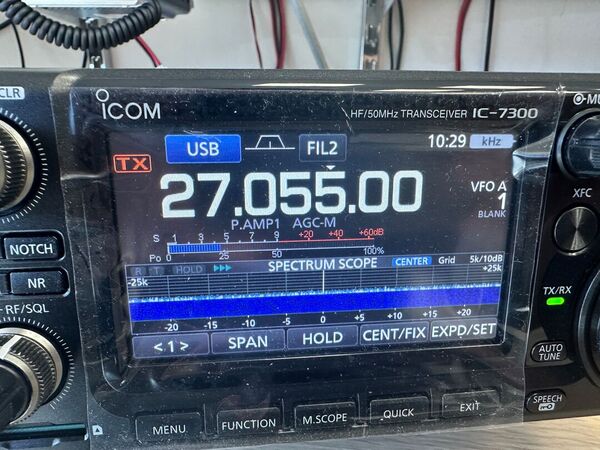 CLR
ICOM
HF/50MHz TRANSCEIVER IC-7300
USB
FIL2
10:29 kHz
TX
27.055.00
VFO A
1
BLANK
P.AMP1 AGC-M
S 1 3 5 7 9 +20 +40 +60dB
Po 0 25 50 100%
R T HOLD SPECTRUM SCOPE CENTER Grid 5k/10dB
-25k +25k
-20 -15 -10 -5 0 +5 +10 +15 +20
< 1 > SPAN HOLD CENT/FIX EXPD/SET
MENU FUNCTION M.SCOPE QUICK EXIT
NOTCH
NR
RF/SQL
XFC
TX/RX
AUTO
TUNE
SPEECH